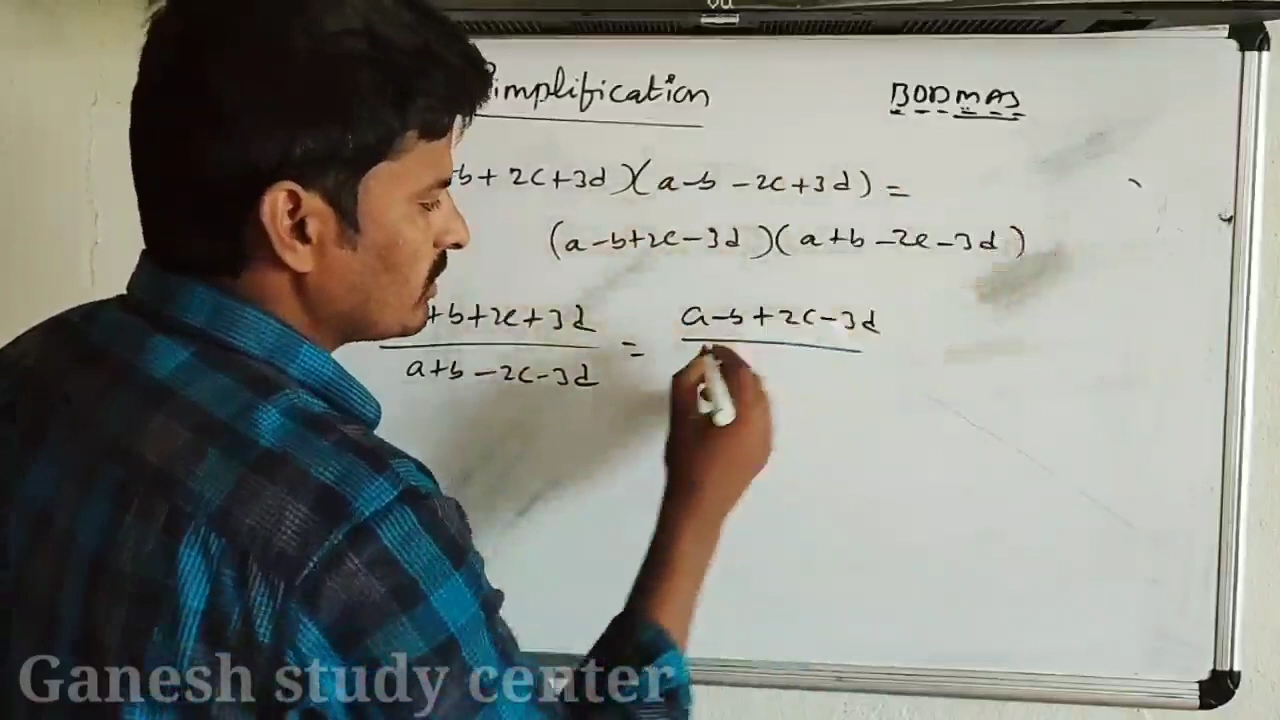 implification
BODMAS
+b+2c+3d)(a-b-2c+3d)=
(a-b+2c-3d)(a+b-2c-3d)
+b+2c+3d / a+b-2c-3d = a-b+2c-3d
Ganesh study center